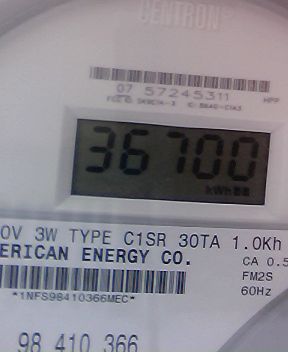 CENTRON
07 57245311
36700
kWh
0V 3W TYPE C1SR 30TA 1.0Kh
ERICAN ENERGY CO.
CA 0.5
FM2S
*1NFS98410366MEC*
60Hz
98 410 366